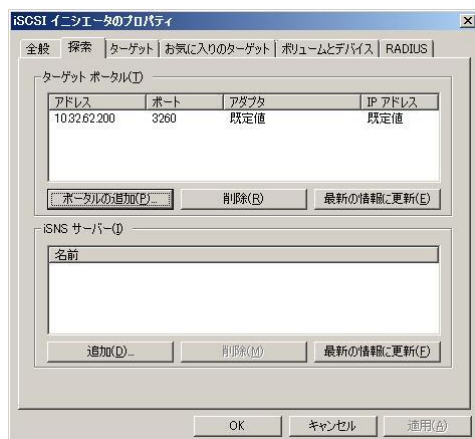 iSCSI イニシエータのプロパティ
全般 探索 ターゲット お気に入りのターゲット ボリュームとデバイス RADIUS
ターゲット ポータル(T)
アドレス ポート アダプタ IP アドレス
10.32.62.200 3260 既定値 既定値
ポータルの追加(P)... 削除(R) 最新の情報に更新(E)
iSNS サーバー(I)
名前
追加(D)... 削除(M) 最新の情報に更新(F)
OK キャンセル 適用(A)